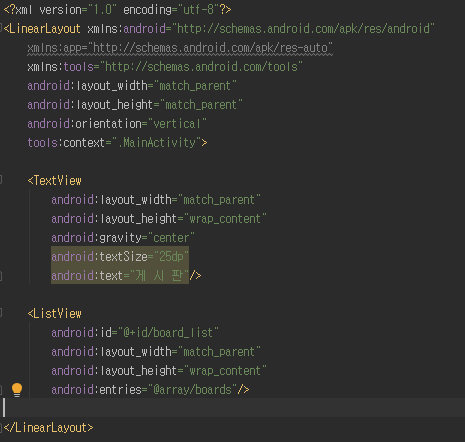 <?xml version="1.0" encoding="utf-8"?>
<LinearLayout xmlns:android="http://schemas.android.com/apk/res/android"
    xmlns:app="http://schemas.android.com/apk/res-auto"
    xmlns:tools="http://schemas.android.com/tools"
    android:layout_width="match_parent"
    android:layout_height="match_parent"
    android:orientation="vertical"
    tools:context=".MainActivity">

    <TextView
        android:layout_width="match_parent"
        android:layout_height="wrap_content"
        android:gravity="center"
        android:textSize="25dp"
        android:text="게 시 판"/>

    <ListView
        android:id="@+id/board_list"
        android:layout_width="match_parent"
        android:layout_height="wrap_content"
        android:entries="@array/boards"/>

</LinearLayout>